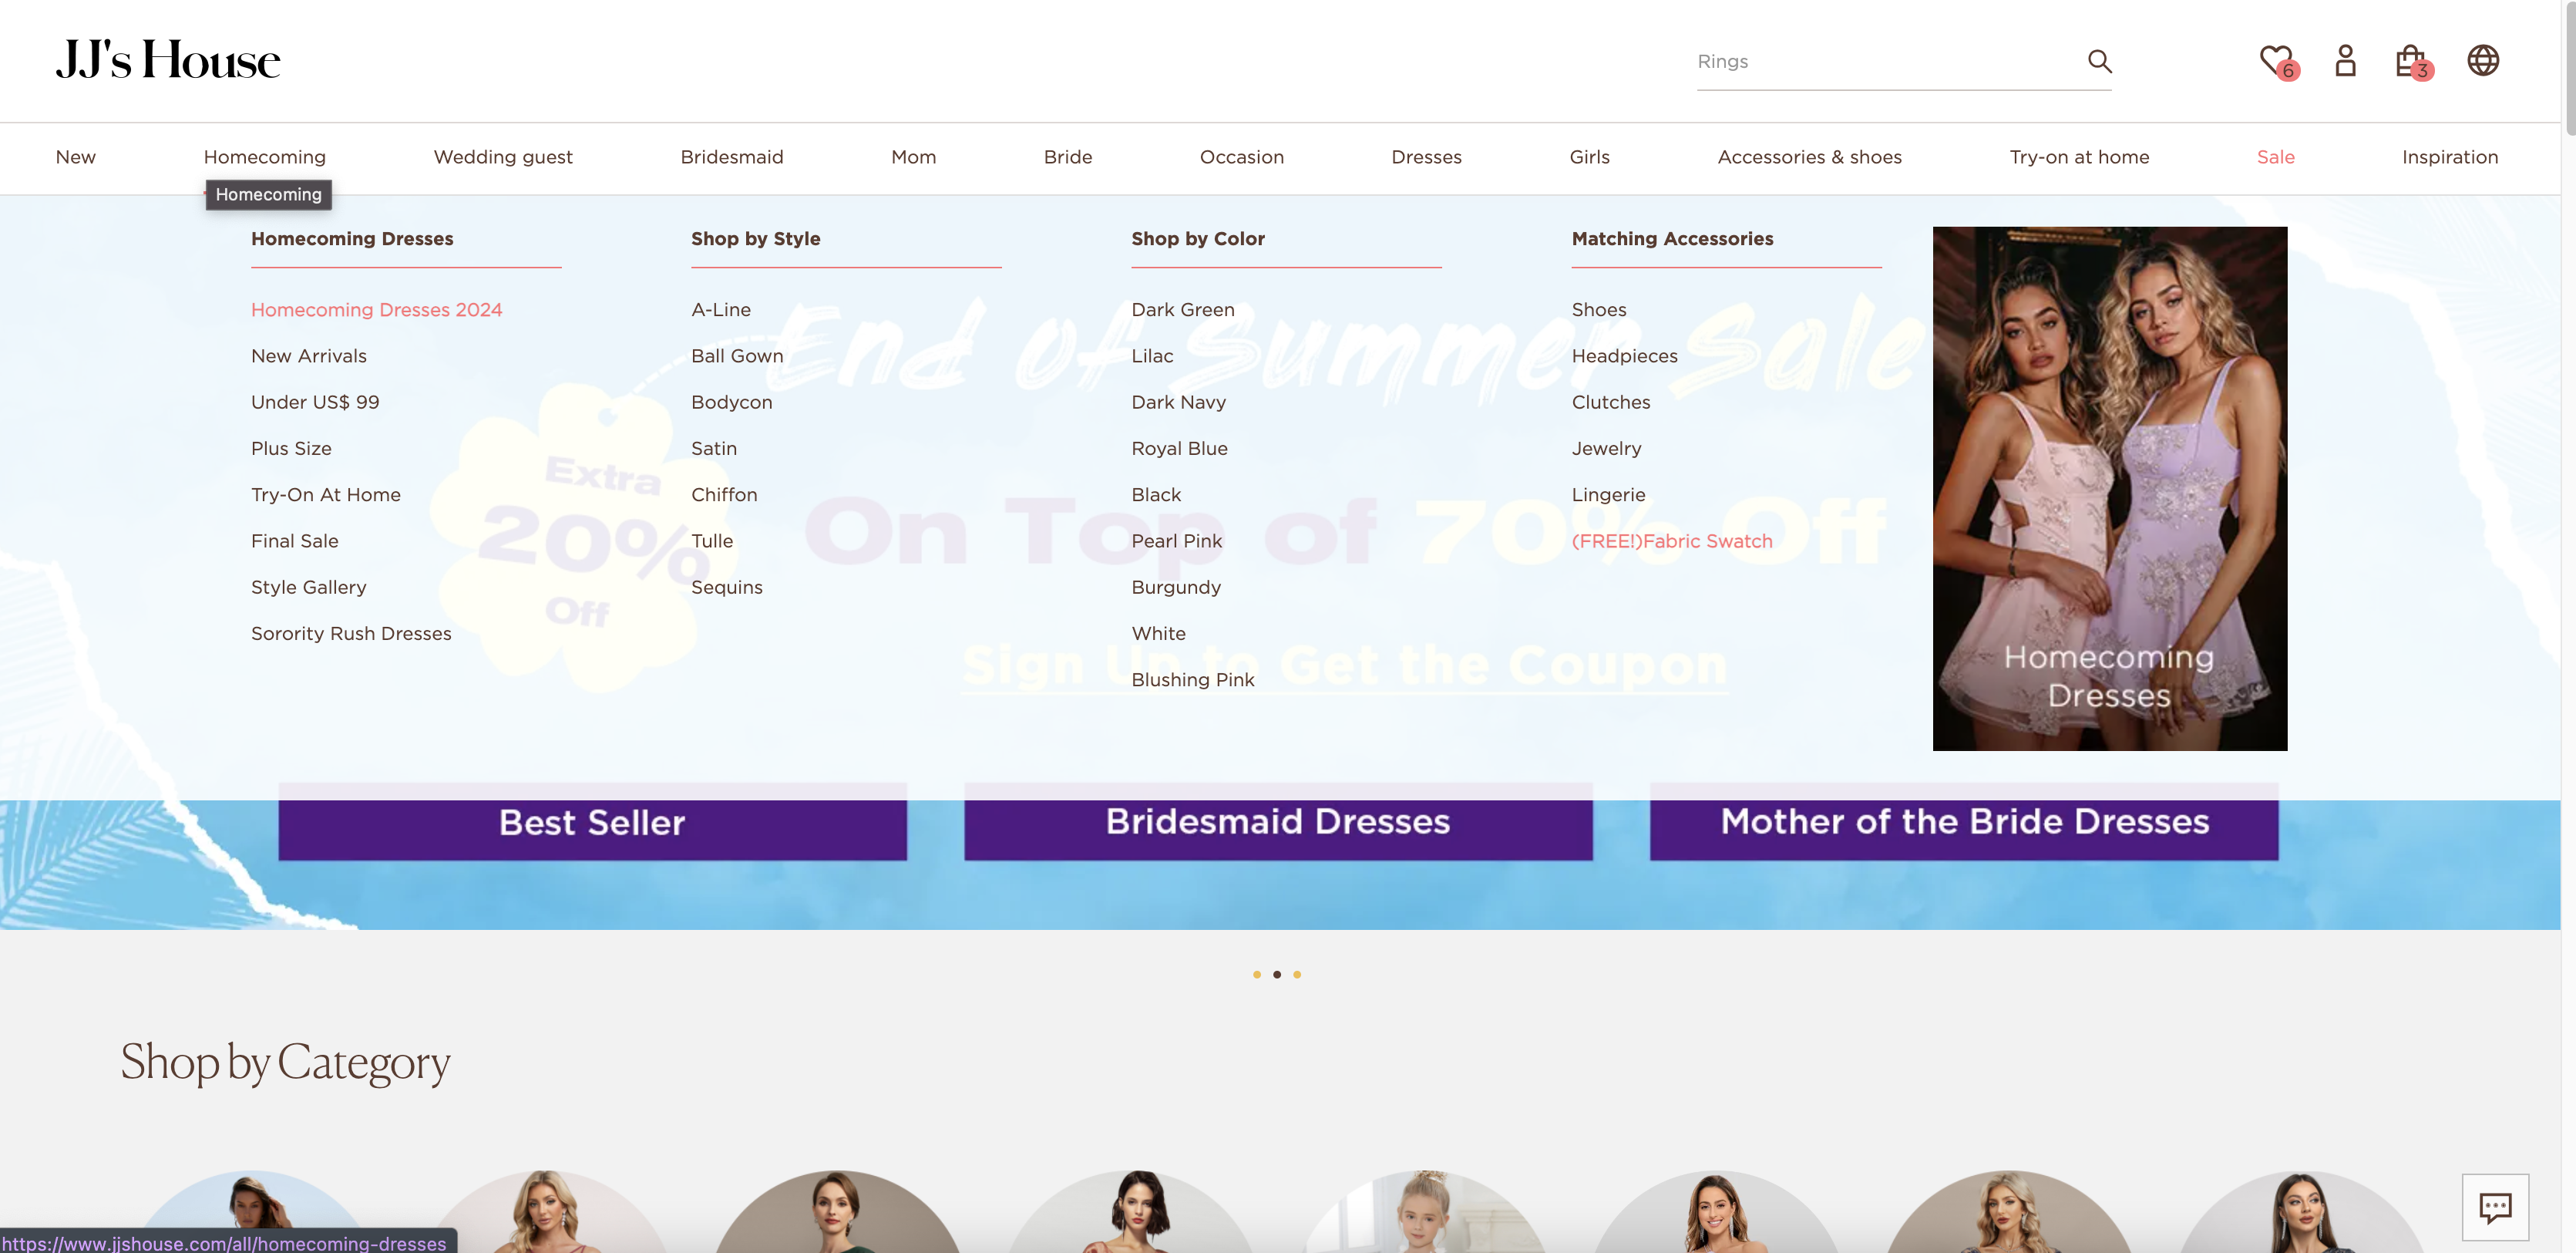 JJ's House
Rings
6
3
New
Homecoming
Wedding guest
Bridesmaid
Mom
Bride
Occasion
Dresses
Girls
Accessories & shoes
Try-on at home
Sale
Inspiration
Homecoming
Homecoming Dresses
Homecoming Dresses 2024
New Arrivals
Under US$ 99
Plus Size
Try-On At Home
Final Sale
Style Gallery
Sorority Rush Dresses
Shop by Style
A-Line
Ball Gown
Bodycon
Satin
Chiffon
Tulle
Sequins
Shop by Color
Dark Green
Lilac
Dark Navy
Royal Blue
Black
Pearl Pink
Burgundy
White
Blushing Pink
Matching Accessories
Shoes
Headpieces
Clutches
Jewelry
Lingerie
(FREE!)Fabric Swatch
Homecoming
Dresses
End of Summer Sale
Extra
20%
Off
On Top of 70% Off
Sign Up to Get the Coupon
Best Seller
Bridesmaid Dresses
Mother of the Bride Dresses
Shop by Category
https://www.jjshouse.com/all/homecoming-dresses